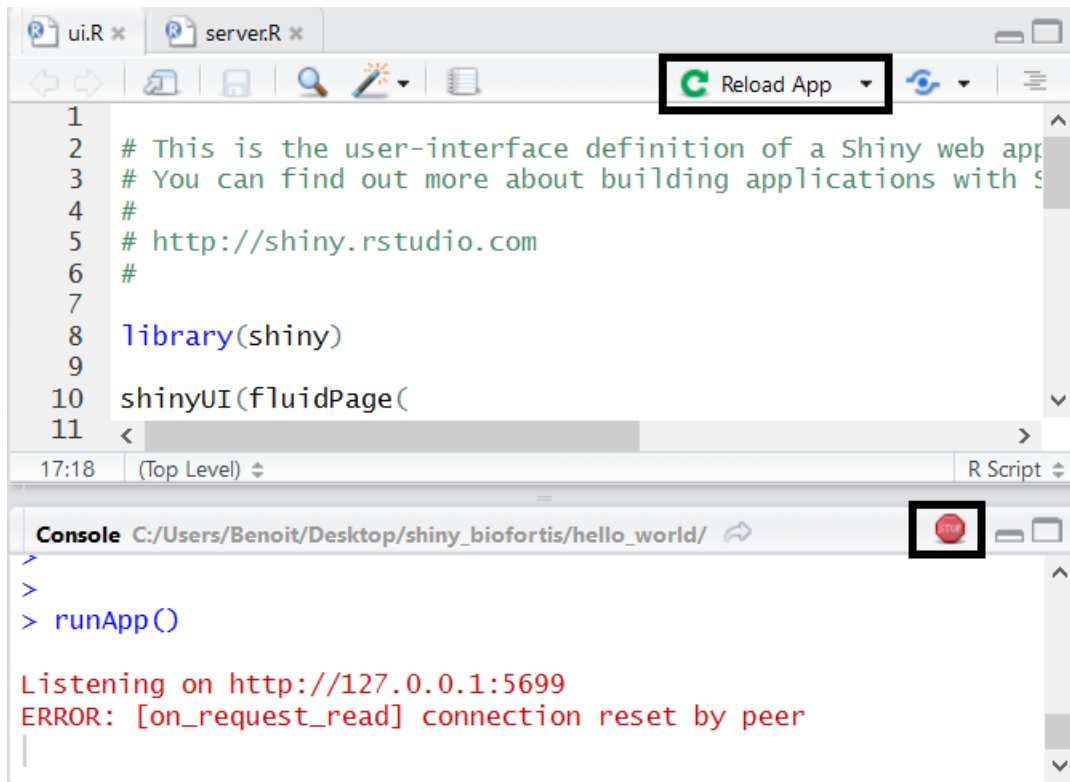 ui.R × server.R ×
Reload App
1
2 # This is the user-interface definition of a Shiny web app
3 # You can find out more about building applications with S
4 #
5 # http://shiny.rstudio.com
6 #
7
8 library(shiny)
9
10 shinyUI(fluidPage(
11
17:18 (Top Level) R Script
Console C:/Users/Benoit/Desktop/shiny_biofortis/hello_world/ STOP
>
>
> runApp()
Listening on http://127.0.0.1:5699
ERROR: [on_request_read] connection reset by peer